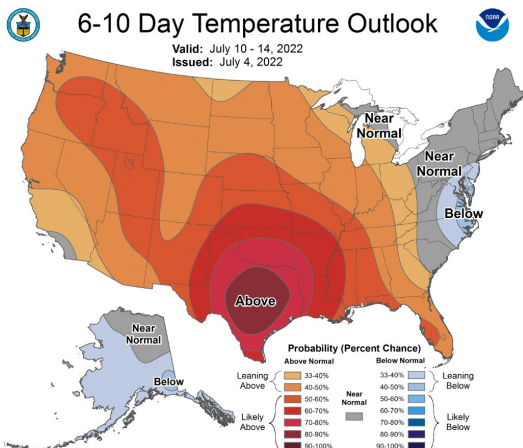 6-10 Day Temperature Outlook
NOAA
Valid: July 10 - 14, 2022
Issued: July 4, 2022
Near
Normal
Near
Normal
Below
Above
Near
Normal
Below
Probability (Percent Chance)
Above Normal
Below Normal
Leaning
Above
33-40%
40-50%
50-60%
60-70%
70-80%
80-90%
90-100%
Likely
Above
Near
Normal
33-40%
40-50%
50-60%
60-70%
70-80%
80-90%
90-100%
Leaning
Below
Likely
Below